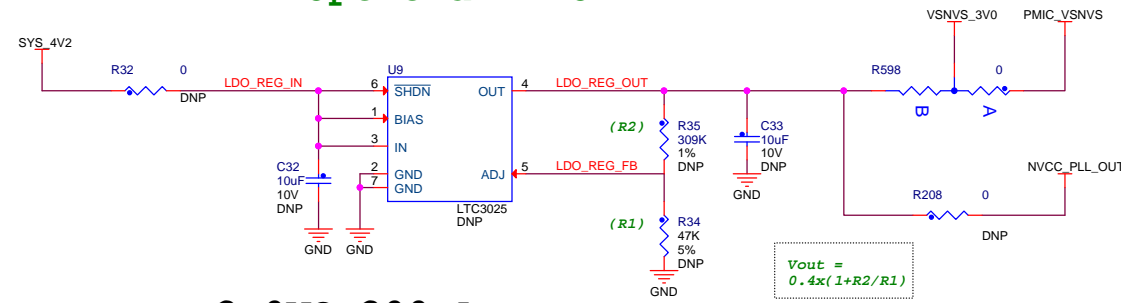 VSNVS_3V0
PMIC_VSNVS
SYS_4V2
R32
0
DNP
LDO_REG_IN
U9
6
SHDN
OUT
4
LDO_REG_OUT
1
BIAS
3
IN
2
GND
7
GND
ADJ
5
LDO_REG_FB
LTC3025
DNP
C32
10uF
10V
DNP
GND
GND
(R2)
R35
309K
1%
DNP
(R1)
R34
47K
5%
DNP
GND
C33
10uF
10V
DNP
GND
R598
0
B
A
NVCC_PLL_OUT
R208
0
DNP
Vout =
0.4x(1+R2/R1)